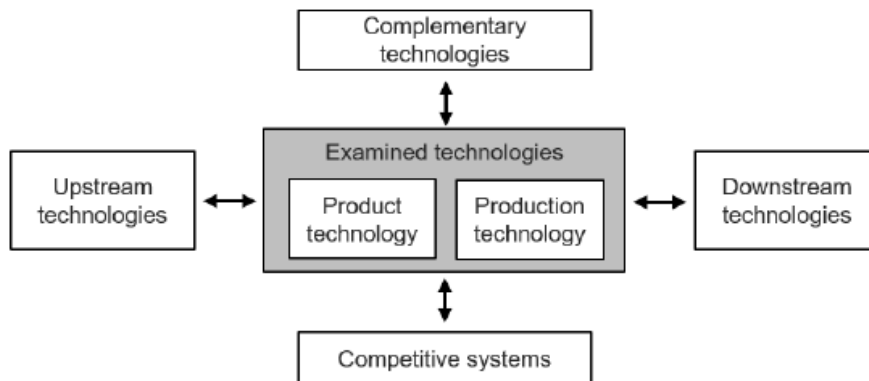 Complementary
technologies
Examined technologies
Upstream
technologies
Product
technology
Production
technology
Downstream
technologies
Competitive systems